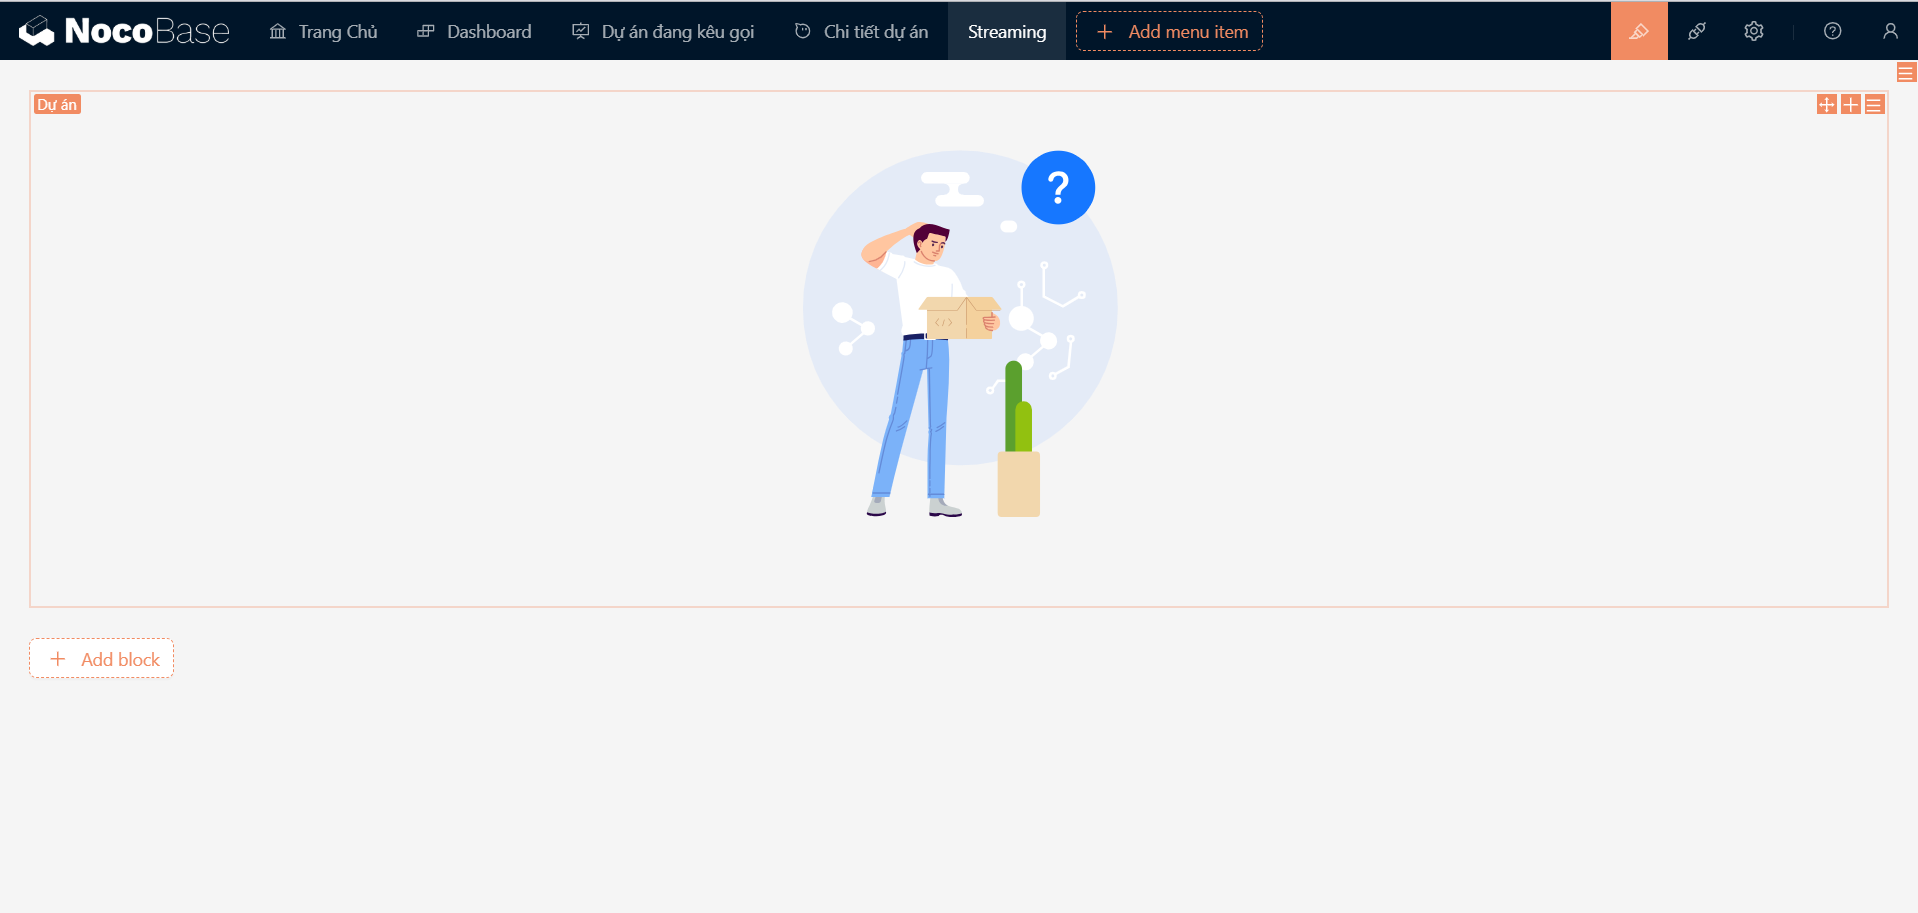 NocoBase Trang Chủ Dashboard Dự án đang kêu gọi Chi tiết dự án Streaming Add menu item
Dự án
?
</>
Add block